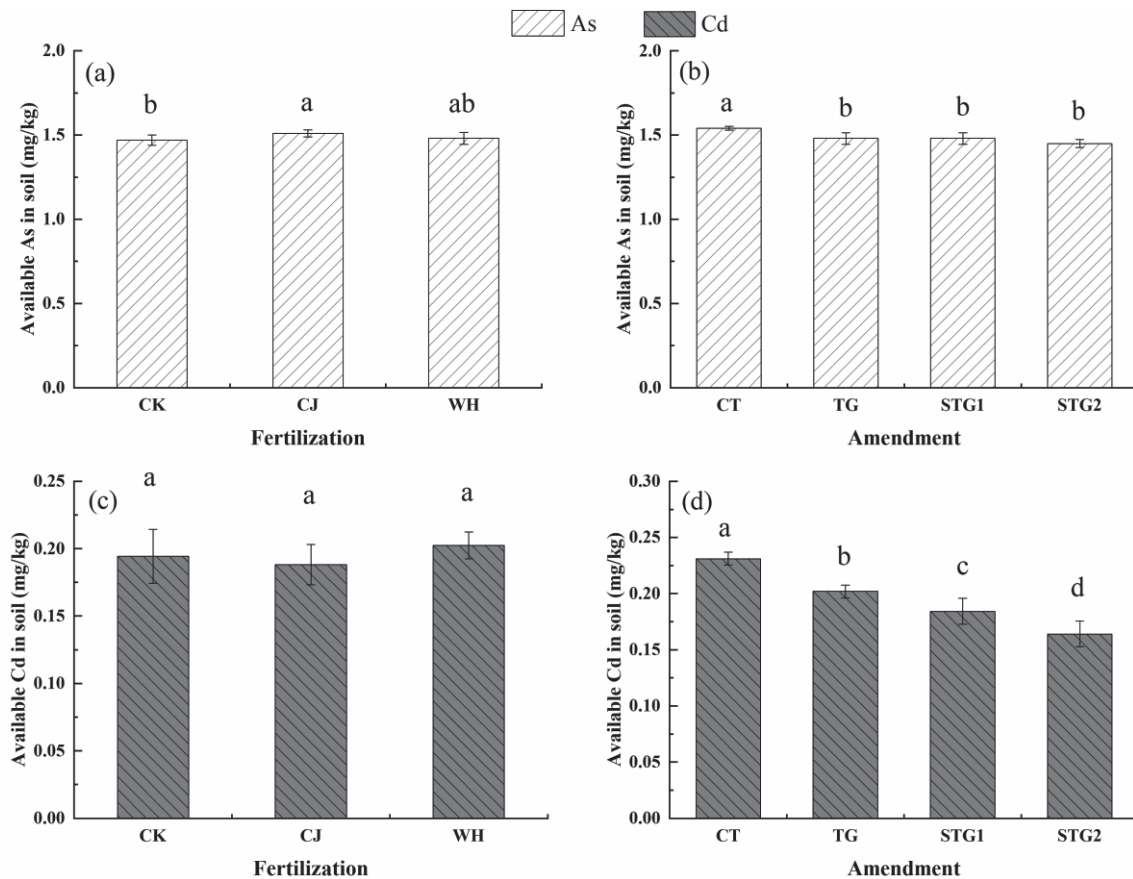 As
Cd
(a)
Available As in soil (mg/kg)
2.0
1.5
1.0
0.5
0.0
b
a
ab
CK
CJ
WH
Fertilization
(b)
Available As in soil (mg/kg)
2.0
1.5
1.0
0.5
0.0
a
b
b
b
CT
TG
STG1
STG2
Amendment
(c)
Available Cd in soil (mg/kg)
0.25
0.20
0.15
0.10
0.05
0.00
a
a
a
CK
CJ
WH
Fertilization
(d)
Available Cd in soil (mg/kg)
0.30
0.25
0.20
0.15
0.10
0.05
0.00
a
b
c
d
CT
TG
STG1
STG2
Amendment